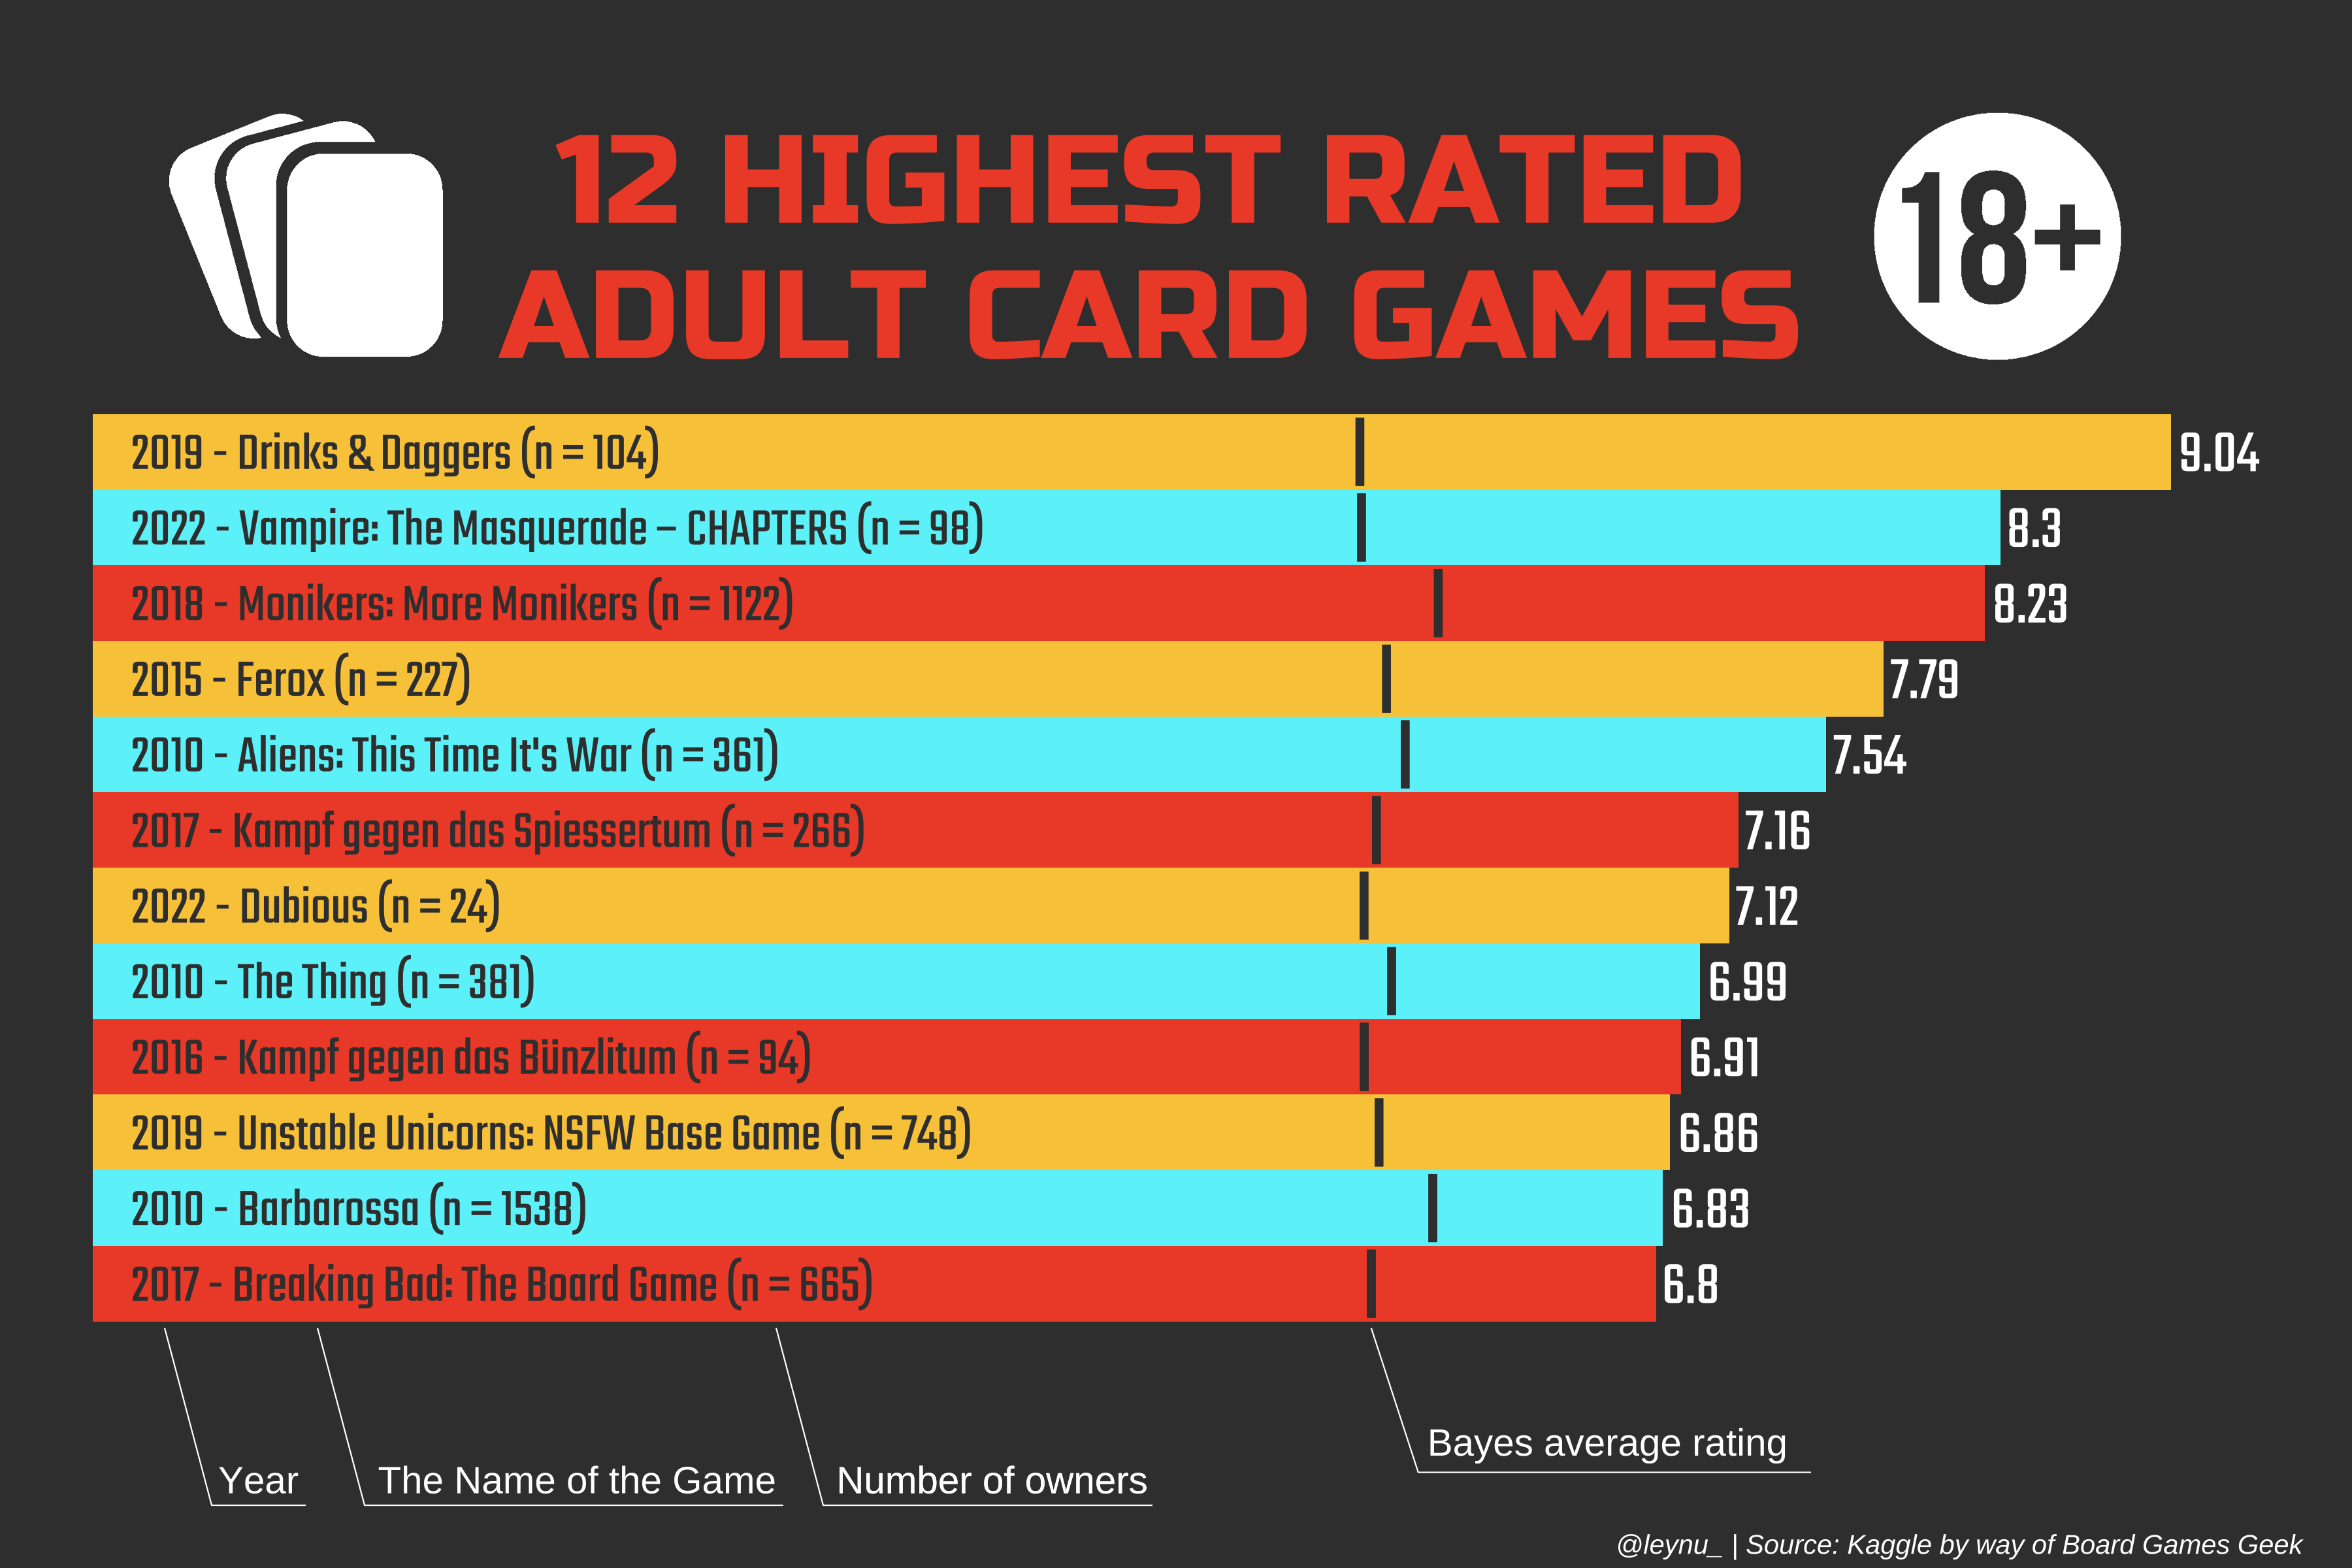 12 HIGHEST RATED
ADULT CARD GAMES
18+
2019 - Drinks & Daggers (n = 104)
9.04
2022 - Vampire: The Masquerade – CHAPTERS (n = 98)
8.3
2018 - Monikers: More Monikers (n = 1122)
8.23
2015 - Ferox (n = 227)
7.79
2010 - Aliens: This Time It's War (n = 361)
7.54
2017 - Kampf gegen das Spiessertum (n = 266)
7.16
2022 - Dubious (n = 24)
7.12
2010 - The Thing (n = 381)
6.99
2016 - Kampf gegen das Bünzlitum (n = 94)
6.91
2019 - Unstable Unicorns: NSFW Base Game (n = 748)
6.86
2010 - Barbarossa (n = 1538)
6.83
2017 - Breaking Bad: The Board Game (n = 665)
6.8
Year
The Name of the Game
Number of owners
Bayes average rating
@leynu_ | Source: Kaggle by way of Board Games Geek